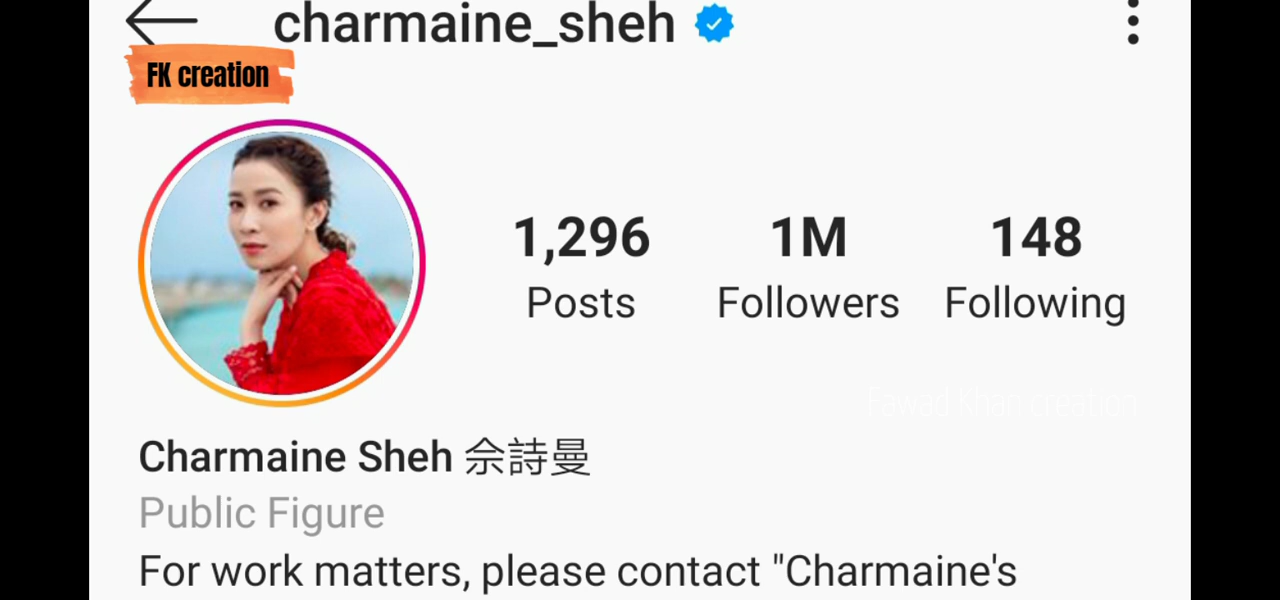 charmaine_sheh
FK creation
1,296 1M 148
Posts Followers Following
Fawad Khan creation
Charmaine Sheh 佘詩曼
Public Figure
For work matters, please contact "Charmaine's